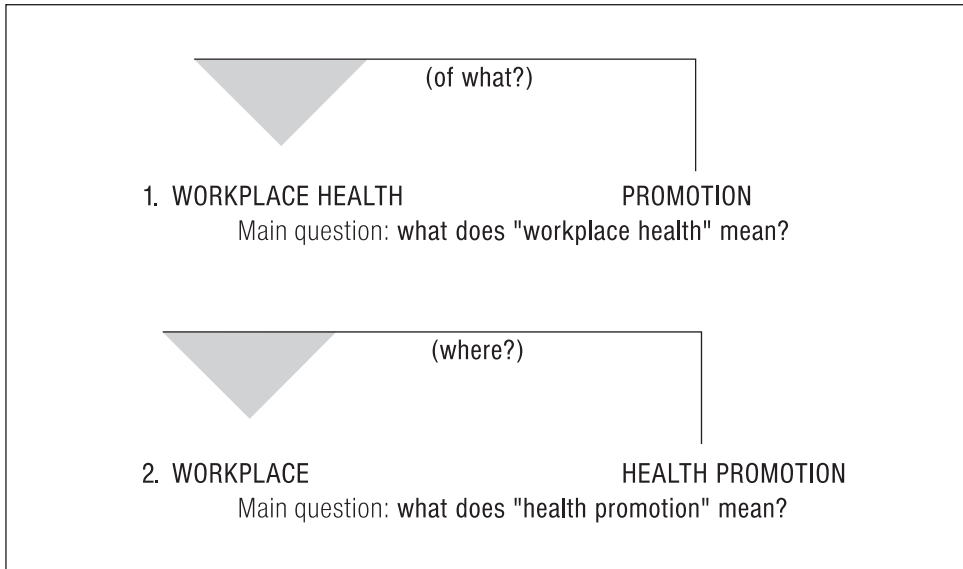 (of what?)
1. WORKPLACE HEALTH PROMOTION
Main question: what does "workplace health" mean?
(where?)
2. WORKPLACE HEALTH PROMOTION
Main question: what does "health promotion" mean?